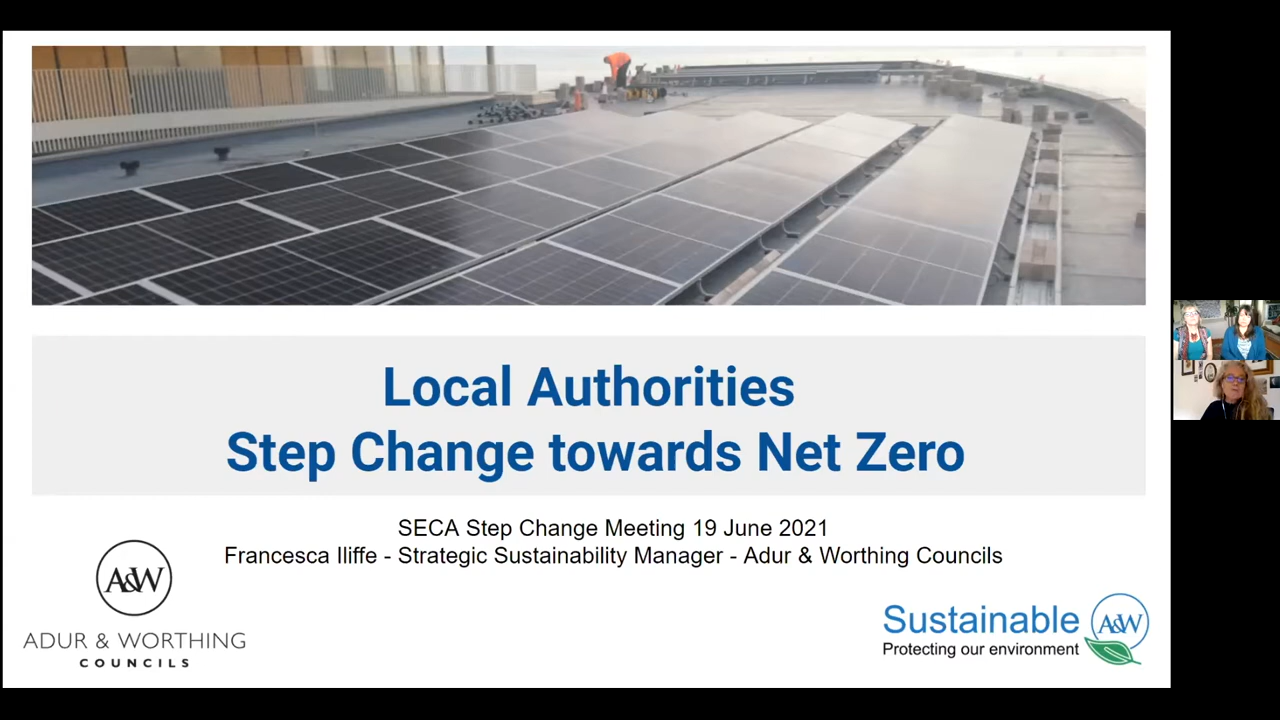 Local Authorities
Step Change towards Net Zero
SECA Step Change Meeting 19 June 2021
Francesca Iliffe - Strategic Sustainability Manager - Adur & Worthing Councils
A&W
ADUR & WORTHING
COUNCILS
Sustainable
A&W
Protecting our environment